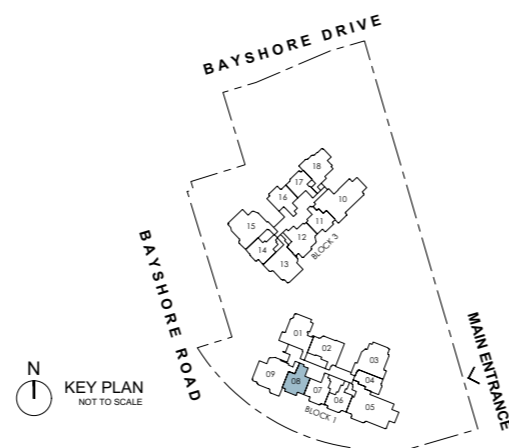 BAYSHORE DRIVE
18
17
16
10
15
11
12
14
13
BLOCK 3
BAYSHORE ROAD
01
02
03
09
08
07
04
06
05
BLOCK 1
MAIN ENTRANCE
N
KEY PLAN
NOT TO SCALE